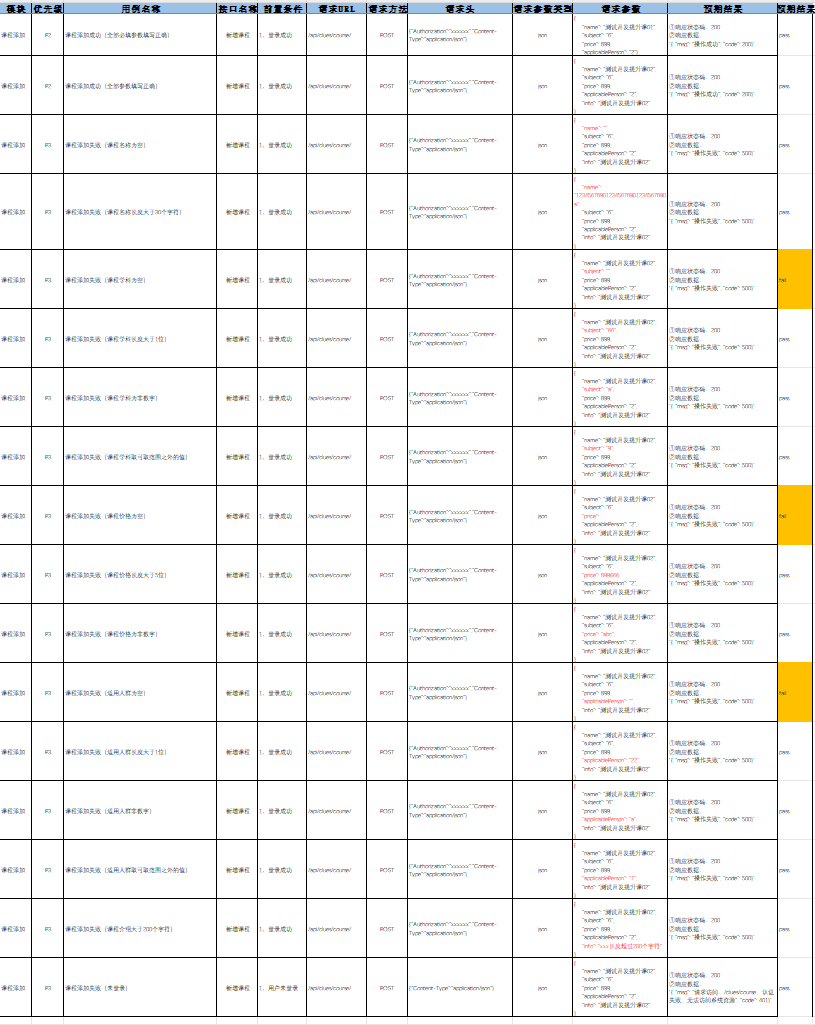 模块 优先级 用例名称 接口名称 前置条件 请求URL 请求方法 请求头 请求参数类型 请求参数 预期结果 预期结果
课程添加 P2 课程添加成功（全部必参数填写正确） 新增课程 1、登录成功 /api/clues/course/ POST {"Authorization":"xxxxxx","Content-Type":"application/json"} json
{
"name": "测试开发提升课01",
"subject": "6",
"price": 899,
"applicablePerson": "2"}
①响应状态码：200
②响应数据：
{ "msg": "操作成功", "code": 200}
pass
课程添加 P2 课程添加成功（全部参数填写正确） 新增课程 1、登录成功 /api/clues/course/ POST {"Authorization":"xxxxxx","Content-Type":"application/json"} json
{
"name": "测试开发提升课02",
"subject": "6",
"price": 899,
"applicablePerson": "2",
"info": "测试开发提升课02"
}
①响应状态码：200
②响应数据：
{ "msg": "操作成功", "code": 200}
pass
课程添加 P3 课程添加失败（课程名称为空） 新增课程 1、登录成功 /api/clues/course/ POST {"Authorization":"xxxxxx","Content-Type":"application/json"} json
{
"name": "",
"subject": "6",
"price": 899,
"applicablePerson": "2",
"info": "测试开发提升课02"
}
①响应状态码：200
②响应数据：
{ "msg": "操作失败", "code": 500}
pass
课程添加 P3 课程添加失败（课程名称长度大于30个字符） 新增课程 1、登录成功 /api/clues/course/ POST {"Authorization":"xxxxxx","Content-Type":"application/json"} json
{
"name":
"123456789012345678901234567890
a",
"subject": "6",
"price": 899,
"applicablePerson": "2",
"info": "测试开发提升课02"
}
①响应状态码：200
②响应数据：
{ "msg": "操作失败", "code": 500}
pass
课程添加 P3 课程添加失败（课程学科为空） 新增课程 1、登录成功 /api/clues/course/ POST {"Authorization":"xxxxxx","Content-Type":"application/json"} json
{
"name": "测试开发提升课02",
"subject": "",
"price": 899,
"applicablePerson": "2",
"info": "测试开发提升课02"
}
①响应状态码：200
②响应数据：
{ "msg": "操作失败", "code": 500}
fail
课程添加 P3 课程添加失败（课程学科长度大于1位） 新增课程 1、登录成功 /api/clues/course/ POST {"Authorization":"xxxxxx","Content-Type":"application/json"} json
{
"name": "测试开发提升课02",
"subject": "66",
"price": 899,
"applicablePerson": "2",
"info": "测试开发提升课02"
}
①响应状态码：200
②响应数据：
{ "msg": "操作失败", "code": 500}
pass
课程添加 P3 课程添加失败（课程学科为非数字） 新增课程 1、登录成功 /api/clues/course/ POST {"Authorization":"xxxxxx","Content-Type":"application/json"} json
{
"name": "测试开发提升课02",
"subject": "a",
"price": 899,
"applicablePerson": "2",
"info": "测试开发提升课02"
}
①响应状态码：200
②响应数据：
{ "msg": "操作失败", "code": 500}
pass
课程添加 P3 课程添加失败（课程学科取可取范围之外的值） 新增课程 1、登录成功 /api/clues/course/ POST {"Authorization":"xxxxxx","Content-Type":"application/json"} json
{
"name": "测试开发提升课02",
"subject": "9",
"price": 899,
"applicablePerson": "2",
"info": "测试开发提升课02"
}
①响应状态码：200
②响应数据：
{ "msg": "操作失败", "code": 500}
pass
课程添加 P3 课程添加失败（课程价格为空） 新增课程 1、登录成功 /api/clues/course/ POST {"Authorization":"xxxxxx","Content-Type":"application/json"} json
{
"name": "测试开发提升课02",
"subject": "6",
"price":
"applicablePerson": "2",
"info": "测试开发提升课02"
}
①响应状态码：200
②响应数据：
{ "msg": "操作失败", "code": 500}
fail
课程添加 P3 课程添加失败（课程价格长度大于5位） 新增课程 1、登录成功 /api/clues/course/ POST {"Authorization":"xxxxxx","Content-Type":"application/json"} json
{
"name": "测试开发提升课02",
"subject": "6",
"price":
"applicablePerson": "2",
"info": "测试开发提升课02"
}
①响应状态码：200
②响应数据：
{ "msg": "操作失败", "code": 500}
pass
课程添加 P3 课程添加失败（课程价格为非数字） 新增课程 1、登录成功 /api/clues/course/ POST {"Authorization":"xxxxxx","Content-Type":"application/json"} json
{
"name": "测试开发提升课02",
"subject": "6",
"price": "abc",
"applicablePerson": "2",
"info": "测试开发提升课02"
}
①响应状态码：200
②响应数据：
{ "msg": "操作失败", "code": 500}
pass
课程添加 P3 课程添加失败（适用人群为空） 新增课程 1、登录成功 /api/clues/course/ POST {"Authorization":"xxxxxx","Content-Type":"application/json"} json
{
"name": "测试开发提升课02",
"subject": "6",
"price": 899,
"applicablePerson": "",
"info": "测试开发提升课02"
}
①响应状态码：200
②响应数据：
{ "msg": "操作失败", "code": 500}
fail
课程添加 P3 课程添加失败（适用人群长度大于1位） 新增课程 1、登录成功 /api/clues/course/ POST {"Authorization":"xxxxxx","Content-Type":"application/json"} json
{
"name": "测试开发提升课02",
"subject": "6",
"price": 899,
"applicablePerson": "22",
"info": "测试开发提升课02"
}
①响应状态码：200
②响应数据：
{ "msg": "操作失败", "code": 500}
pass
课程添加 P3 课程添加失败（适用人群非数字） 新增课程 1、登录成功 /api/clues/course/ POST {"Authorization":"xxxxxx","Content-Type":"application/json"} json
{
"name": "测试开发提升课02",
"subject": "6",
"price": 899,
"applicablePerson": "a",
"info": "测试开发提升课02"
}
①响应状态码：200
②响应数据：
{ "msg": "操作失败", "code": 500}
pass
课程添加 P3 课程添加失败（适用人群取可取范围之外的值） 新增课程 1、登录成功 /api/clues/course/ POST {"Authorization":"xxxxxx","Content-Type":"application/json"} json
{
"name": "测试开发提升课02",
"subject": "6",
"price": 899,
"applicablePerson": "7",
"info": "测试开发提升课02"
}
①响应状态码：200
②响应数据：
{ "msg": "操作失败", "code": 500}
pass
课程添加 P3 课程添加失败（课程介绍大于200个字符） 新增课程 1、登录成功 /api/clues/course/ POST {"Authorization":"xxxxxx","Content-Type":"application/json"} json
{
"name": "测试开发提升课02",
"subject": "6",
"price": 899,
"applicablePerson": "2",
"info": "xxx长度超过200个字符"
}
①响应状态码：200
②响应数据：
{ "msg": "操作失败", "code": 500}
pass
课程添加 P3 课程添加失败（未登录） 新增课程 1、用户未登录 /api/clues/course/ POST {"Content-Type":"application/json"} json
{
"name": "测试开发提升课02",
"subject": "6",
"price": 899,
"applicablePerson": "2",
"info": "测试开发提升课02"
}
①响应状态码：200
②响应数据：
{ "msg": "请求访问：/clues/course，认证
失败，无法访问系统资源", "code": 401}
pass